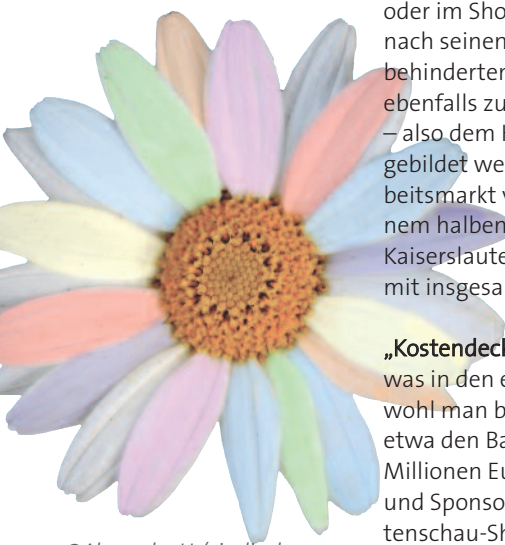 oder im Sho
nach seinen
behinderten
ebenfalls zu
– also dem
gebildet we
beitsmarkt v
nem halben
Kaiserslaute
mit insgesa
„Kostendeck
was in den e
wohl man b
etwa den Ba
Millionen Eu
und Sponso
tenschau-Sh